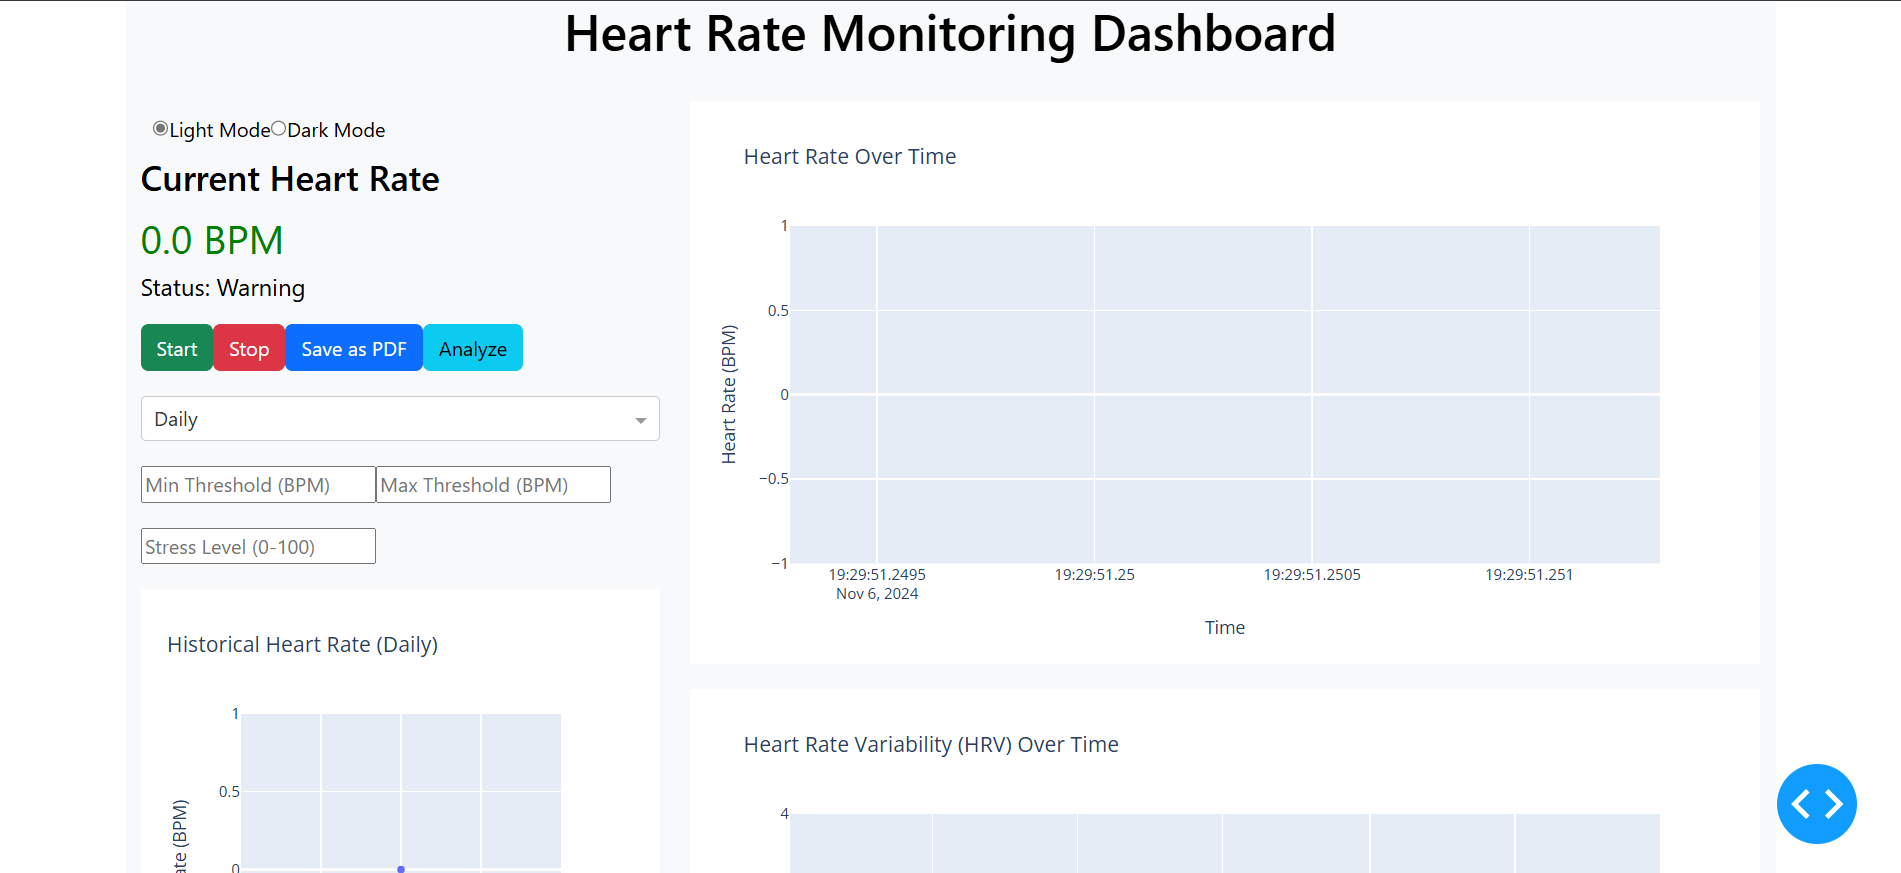 Heart Rate Monitoring Dashboard
Light Mode Dark Mode
Current Heart Rate
0.0 BPM
Status: Warning
Start Stop Save as PDF Analyze
Daily
Min Threshold (BPM) Max Threshold (BPM)
Stress Level (0-100)
Historical Heart Rate (Daily)
1
0.5
0
ate (BPM)
Heart Rate Over Time
1
0.5
0
−0.5
−1
Heart Rate (BPM)
19:29:51.2495 19:29:51.25 19:29:51.2505 19:29:51.251
Nov 6, 2024
Time
Heart Rate Variability (HRV) Over Time
4